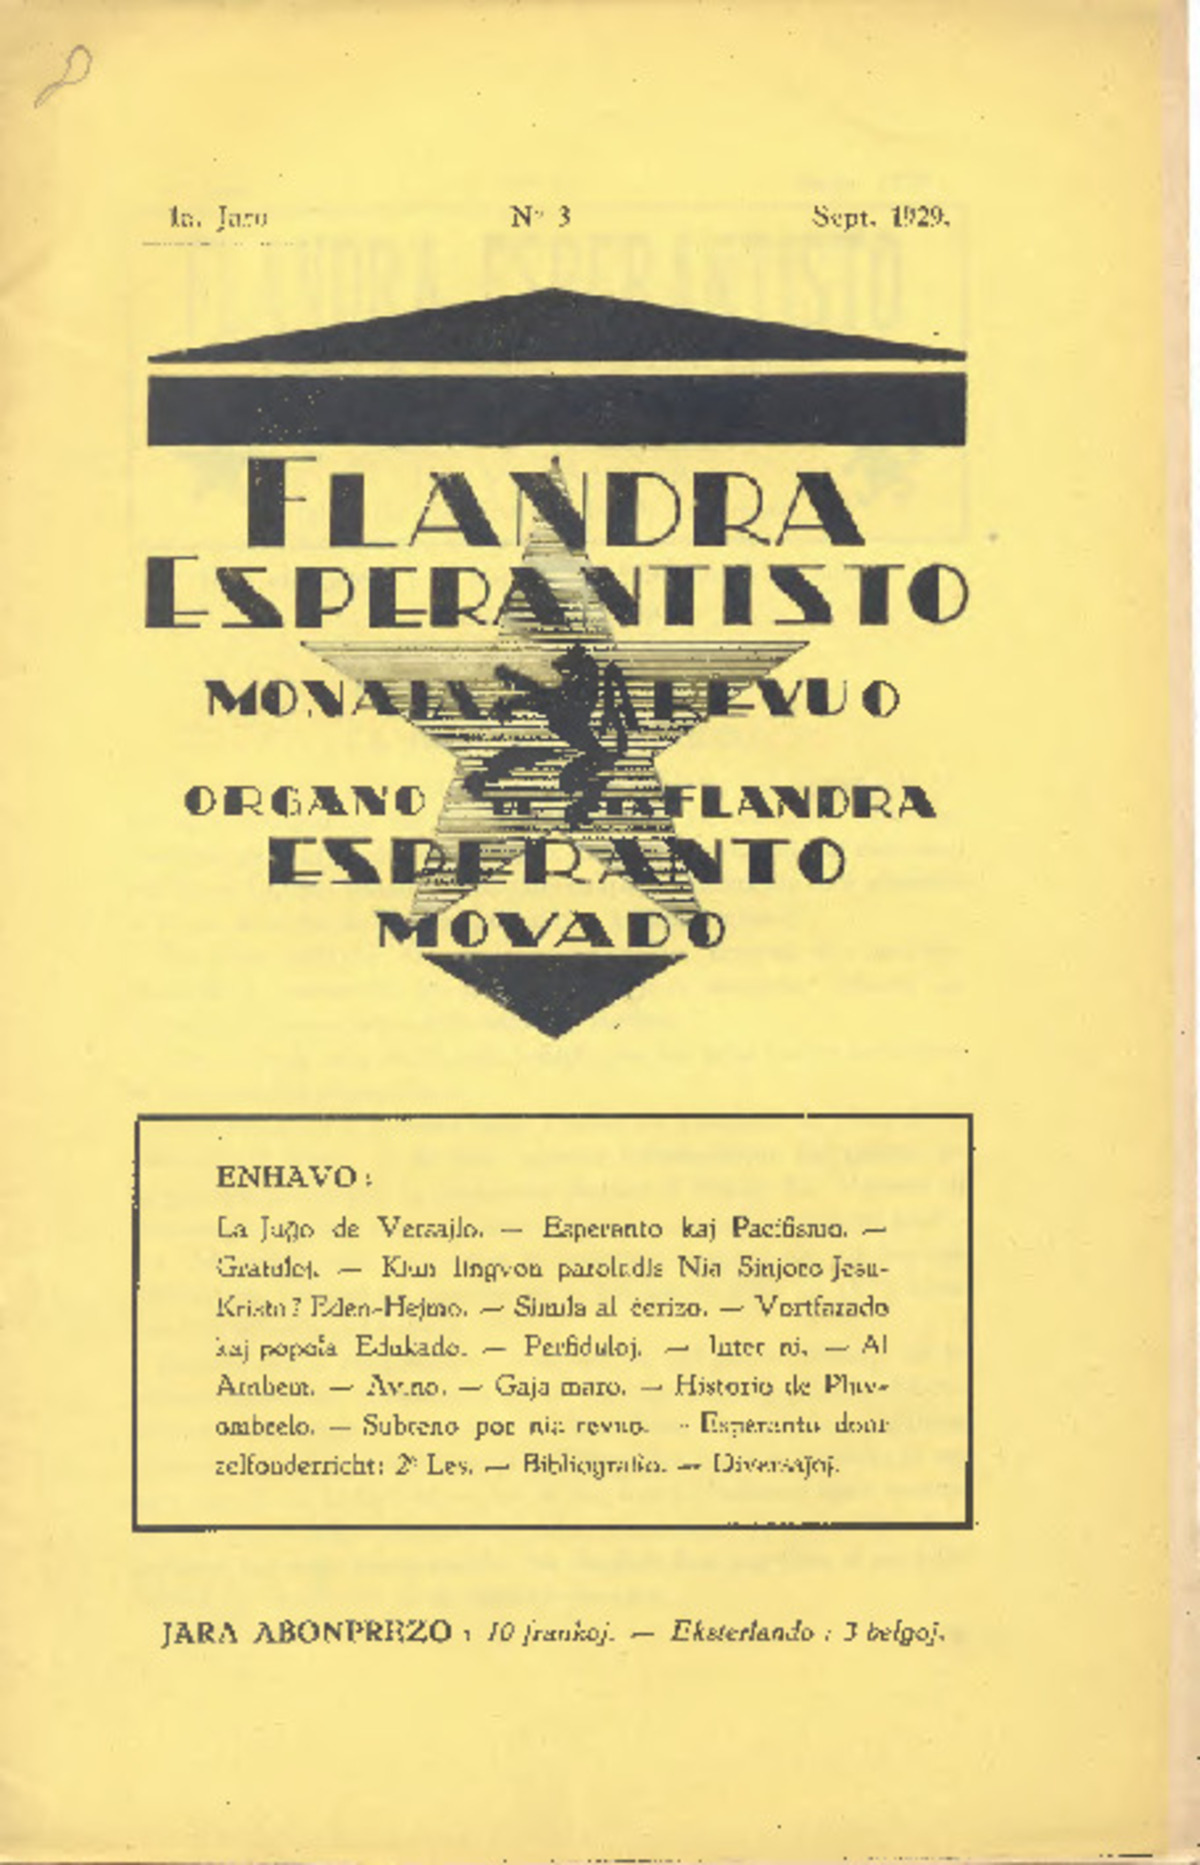 1a. Jaro No 3 Sept. 1929.
FLANDRA
ESPERANTISTO
MONATA REVUO
ORGANO DE LA FLANDRA
ESPERANTO
MOVADO
ENHAVO :
La Juĝo de Versajlo. — Esperanto kaj Pacifismo. —
Gratuloj. — Kiun lingvon paroladis Nia Sinjoro Jesu-
Kristo? Eden-Hejmo. — Simila al ĉerizo. — Vortfarado
kaj popola Edukado. — Perfiduloj. — Inter ni. — Al
Arnhem. — Avino. — Gaja maro. — Historio de Pluv-
ombrelo. — Subteno por nia revuo. — Esperanto door
zelfonderricht: 2e Les. — Bibliografio. — Diversaĵoj.
JARA ABONPREZO : 10 frankoj. — Eksterlando : 3 belgoj.